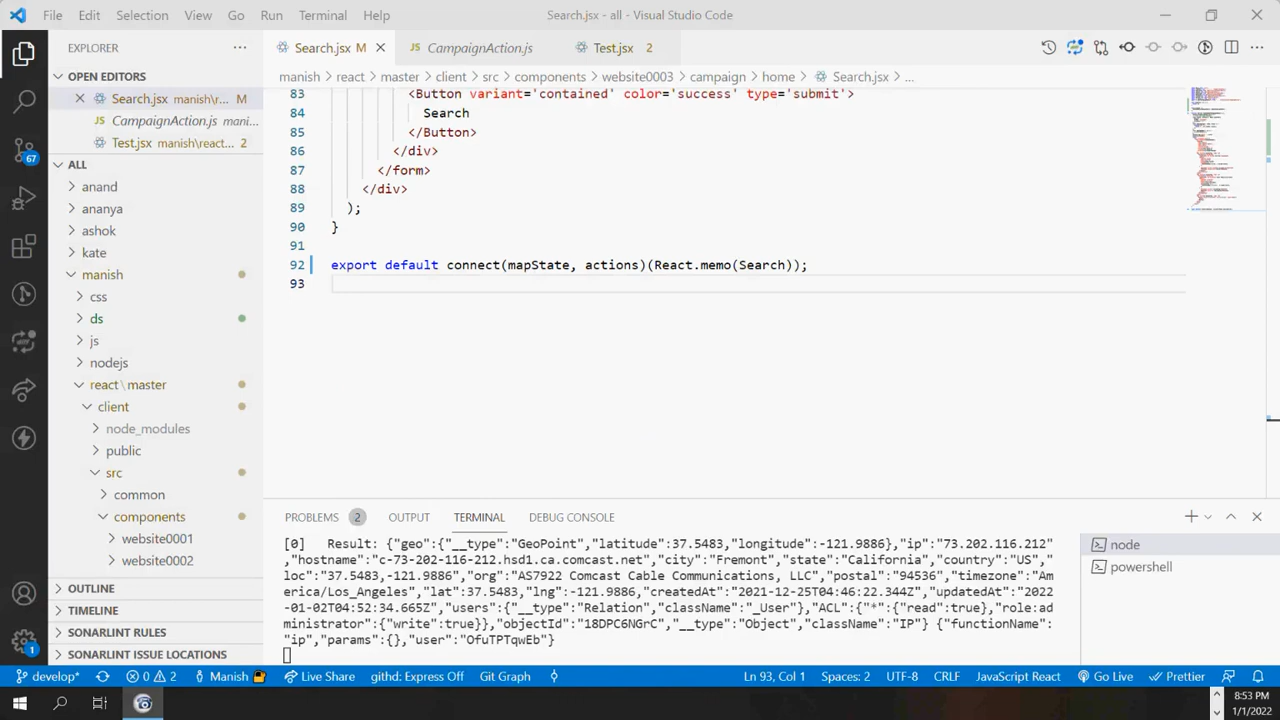 File Edit Selection View Go Run Terminal Help Search.jsx - all - Visual Studio Code
EXPLORER
OPEN EDITORS
Search.jsx manish\r... M
CampaignAction.js mani...
Test.jsx manish\react... 2
ALL
anand
ananya
ashok
kate
manish
css
ds
js
nodejs
react\master
client
node_modules
public
src
common
components
website0001
website0002
OUTLINE
TIMELINE
SONARLINT RULES
SONARLINT ISSUE LOCATIONS
67
1
Search.jsx M CampaignAction.js Test.jsx 2
manish > react > master > client > src > components > website0003 > campaign > home > Search.jsx > ...
83 <Button variant='contained' color='success' type='submit'>
84 Search
85 </Button>
86 </div>
87 </form>
88 </div>
89 );
90 }
91
92 export default connect(mapState, actions)(React.memo(Search));
93
PROBLEMS 2 OUTPUT TERMINAL DEBUG CONSOLE
[0] Result: {"geo":{"__type":"GeoPoint","latitude":37.5483,"longitude":-121.9886},"ip":"73.202.116.212"
,"hostname":"c-73-202-116-212.hsd1.ca.comcast.net","city":"Fremont","state":"California","country":"US","
loc":"37.5483,-121.9886","org":"AS7922 Comcast Cable Communications, LLC","postal":"94536","timezone":"Am
erica/Los_Angeles","lat":37.5483,"lng":-121.9886,"createdAt":"2021-12-25T04:46:22.344Z","updatedAt":"2022
-01-02T04:52:34.665Z","users":{"__type":"Relation","className":"_User"},"ACL":{"*":{"read":true},"role:ad
ministrator":{"write":true}},"objectId":"18DPC6NGrC","__type":"Object","className":"IP"} {"functionName":
"ip","params":{},"user":"OfuTPTqwEb"}
node
powershell
develop* 0 2 Manish Live Share githd: Express Off Git Graph Ln 93, Col 1 Spaces: 2 UTF-8 CRLF JavaScript React Go Live Prettier
8:53 PM
1/1/2022